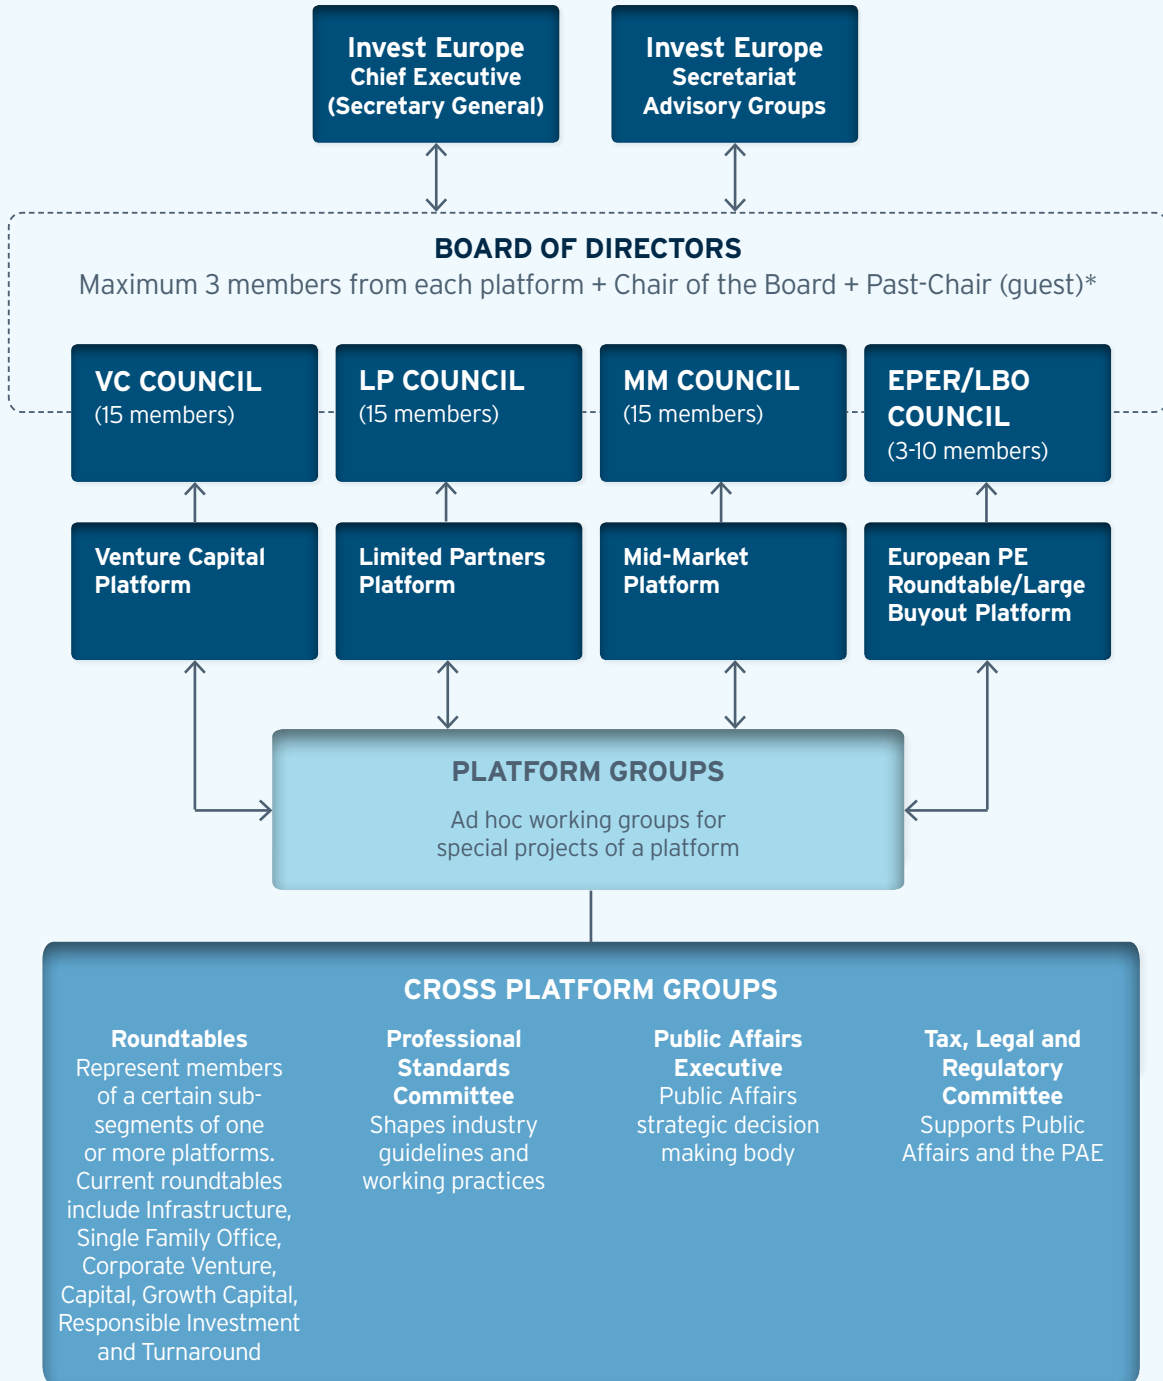 Invest Europe
Chief Executive
(Secretary General)
Invest Europe
Secretariat
Advisory Groups
BOARD OF DIRECTORS
Maximum 3 members from each platform + Chair of the Board + Past-Chair (guest)*
VC COUNCIL
(15 members)
LP COUNCIL
(15 members)
MM COUNCIL
(15 members)
EPER/LBO
COUNCIL
(3-10 members)
Venture Capital
Platform
Limited Partners
Platform
Mid-Market
Platform
European PE
Roundtable/Large
Buyout Platform
PLATFORM GROUPS
Ad hoc working groups for
special projects of a platform
CROSS PLATFORM GROUPS
Roundtables
Represent members
of a certain sub-
segments of one
or more platforms.
Current roundtables
include Infrastructure,
Single Family Office,
Corporate Venture,
Capital, Growth Capital,
Responsible Investment
and Turnaround
Professional
Standards
Committee
Shapes industry
guidelines and
working practices
Public Affairs
Executive
Public Affairs
strategic decision
making body
Tax, Legal and
Regulatory
Committee
Supports Public
Affairs and the PAE